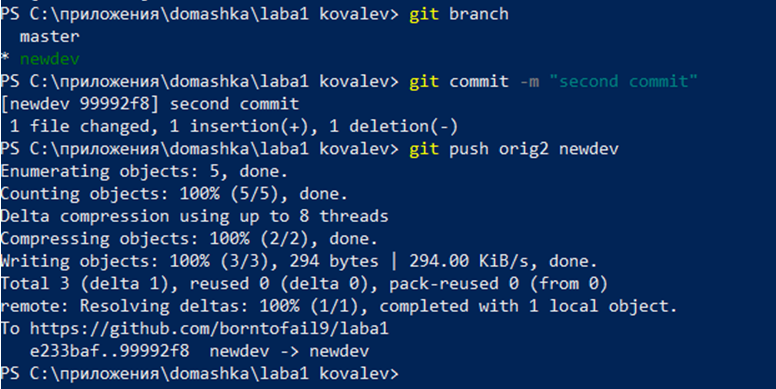 PS C:\приложения\domashka\laba1 kovalev> git branch
  master
* newdev
PS C:\приложения\domashka\laba1 kovalev> git commit -m "second commit"
[newdev 99992f8] second commit
 1 file changed, 1 insertion(+), 1 deletion(-)
PS C:\приложения\domashka\laba1 kovalev> git push orig2 newdev
Enumerating objects: 5, done.
Counting objects: 100% (5/5), done.
Delta compression using up to 8 threads
Compressing objects: 100% (2/2), done.
Writing objects: 100% (3/3), 294 bytes | 294.00 KiB/s, done.
Total 3 (delta 1), reused 0 (delta 0), pack-reused 0 (from 0)
remote: Resolving deltas: 100% (1/1), completed with 1 local object.
To https://github.com/borntofail9/laba1
   e233baf..99992f8  newdev -> newdev
PS C:\приложения\domashka\laba1 kovalev>